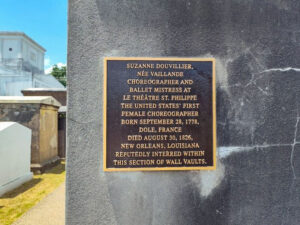 SUZANNE DOUVILLIER,
NÉE VAILLANDE
CHOREOGRAPHER AND
BALLET MISTRESS AT
LE THÉÂTRE ST. PHILIPPE
THE UNITED STATES' FIRST
FEMALE CHOREOGRAPHER
BORN SEPTEMBER 28, 1778,
DOLE, FRANCE
DIED AUGUST 30, 1826,
NEW ORLEANS, LOUISIANA
REPUTEDLY INTERRED WITHIN
THIS SECTION OF WALL VAULTS.